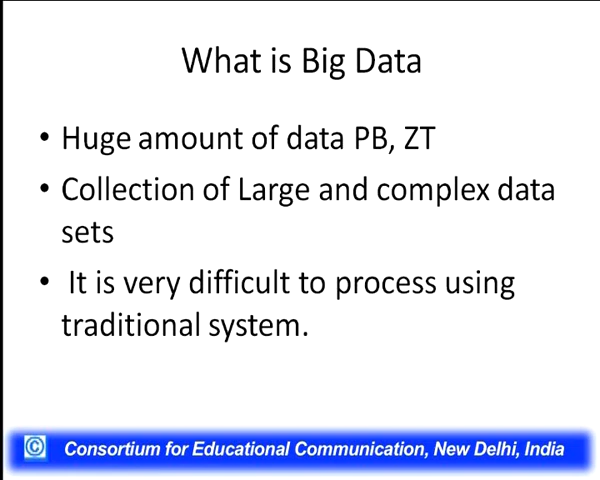 What is Big Data
• Huge amount of data PB, ZT
• Collection of Large and complex data
sets
• It is very difficult to process using
traditional system.
© Consortium for Educational Communication, New Delhi, India